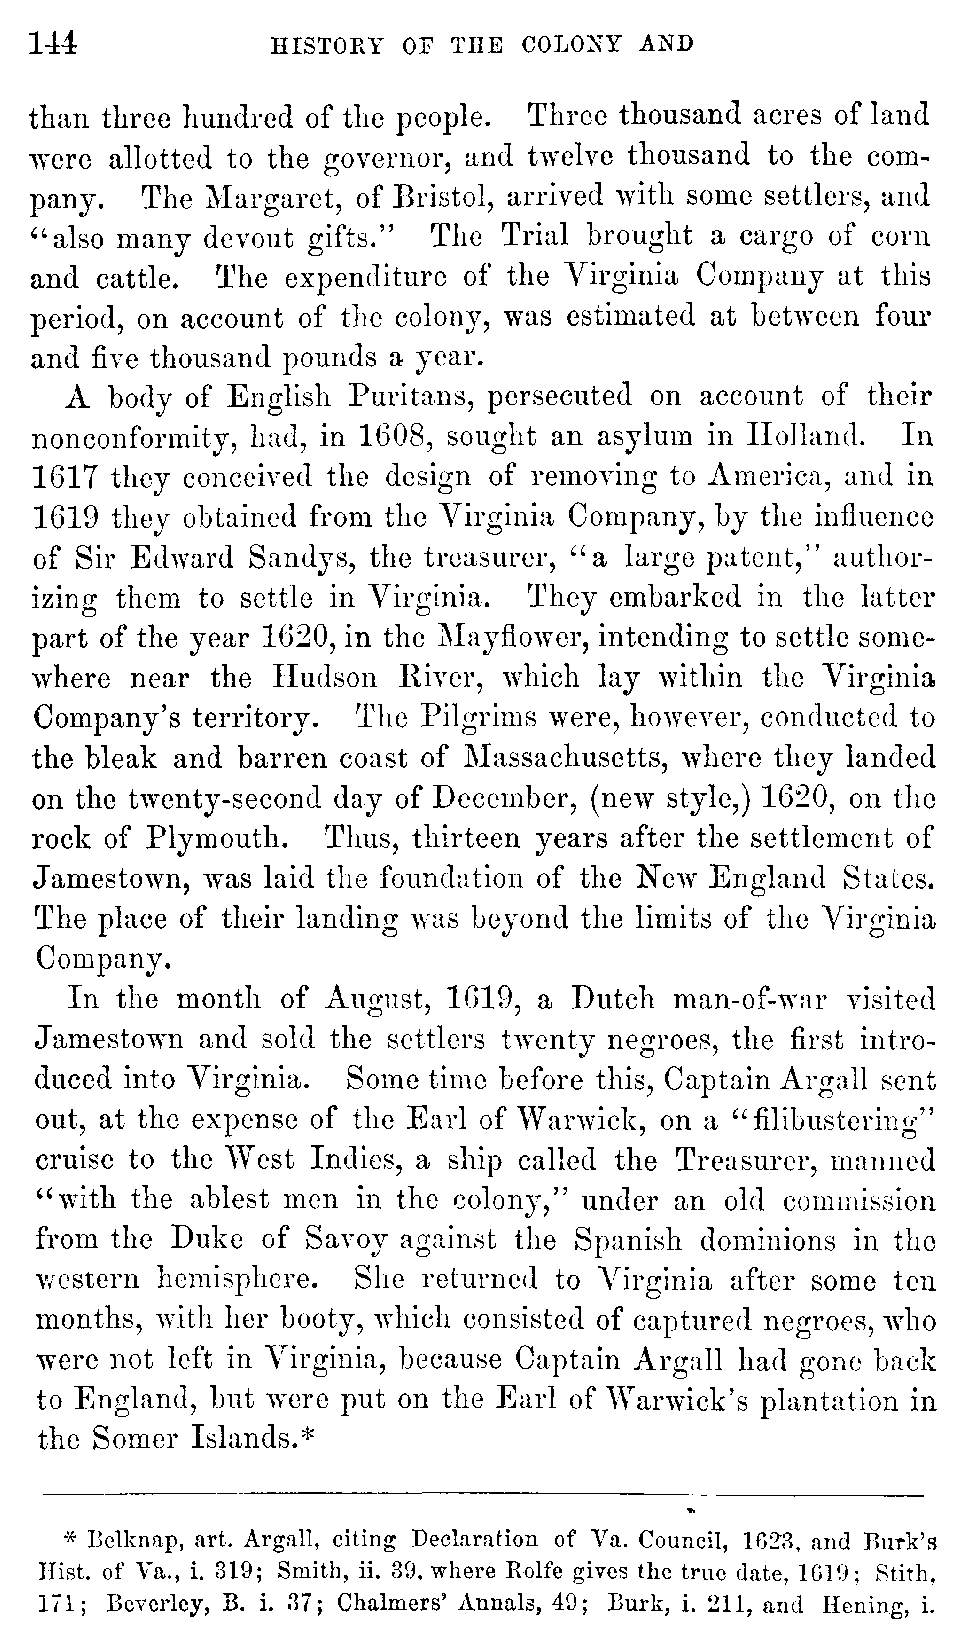 144 HISTORY OF THE COLONY AND
than three hundred of the people. Three thousand acres of land
were allotted to the governor, and twelve thousand to the com-
pany. The Margaret, of Bristol, arrived with some settlers, and
“also many devout gifts.” The Trial brought a cargo of corn
and cattle. The expenditure of the Virginia Company at this
period, on account of the colony, was estimated at between four
and five thousand pounds a year.
A body of English Puritans, persecuted on account of their
nonconformity, had, in 1608, sought an asylum in Holland. In
1617 they conceived the design of removing to America, and in
1619 they obtained from the Virginia Company, by the influence
of Sir Edward Sandys, the treasurer, “a large patent,” author-
izing them to settle in Virginia. They embarked in the latter
part of the year 1620, in the Mayflower, intending to settle some-
where near the Hudson River, which lay within the Virginia
Company’s territory. The Pilgrims were, however, conducted to
the bleak and barren coast of Massachusetts, where they landed
on the twenty-second day of December, (new style,) 1620, on the
rock of Plymouth. Thus, thirteen years after the settlement of
Jamestown, was laid the foundation of the New England States.
The place of their landing was beyond the limits of the Virginia
Company.
In the month of August, 1619, a Dutch man-of-war visited
Jamestown and sold the settlers twenty negroes, the first intro-
duced into Virginia. Some time before this, Captain Argall sent
out, at the expense of the Earl of Warwick, on a “filibustering”
cruise to the West Indies, a ship called the Treasurer, manned
“with the ablest men in the colony,” under an old commission
from the Duke of Savoy against the Spanish dominions in the
western hemisphere. She returned to Virginia after some ten
months, with her booty, which consisted of captured negroes, who
were not left in Virginia, because Captain Argall had gone back
to England, but were put on the Earl of Warwick’s plantation in
the Somer Islands.*
* Belknap, art. Argall, citing Declaration of Va. Council, 1623, and Burk’s
Hist. of Va., i. 319; Smith, ii. 39, where Rolfe gives the true date, 1619; Stith,
171; Beverley, B. i. 37; Chalmers’ Annals, 49; Burk, i. 211, and Hening, i.